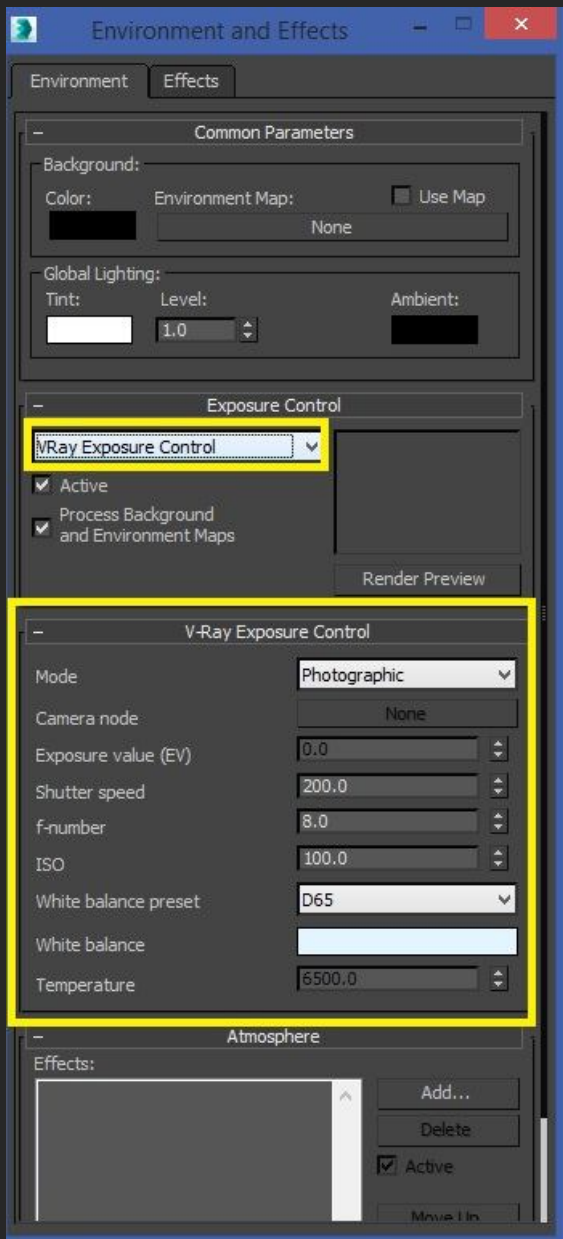 Environment and Effects
Environment Effects
Common Parameters
Background:
Color: Environment Map: Use Map
None
Global Lighting:
Tint: Level: Ambient:
1.0
Exposure Control
VRay Exposure Control
Active
Process Background
and Environment Maps
Render Preview
V-Ray Exposure Control
Mode Photographic
Camera node None
Exposure value (EV) 0.0
Shutter speed 200.0
f-number 8.0
ISO 100.0
White balance preset D65
White balance
Temperature 6500.0
Atmosphere
Effects:
Add...
Delete
Active
Move Up